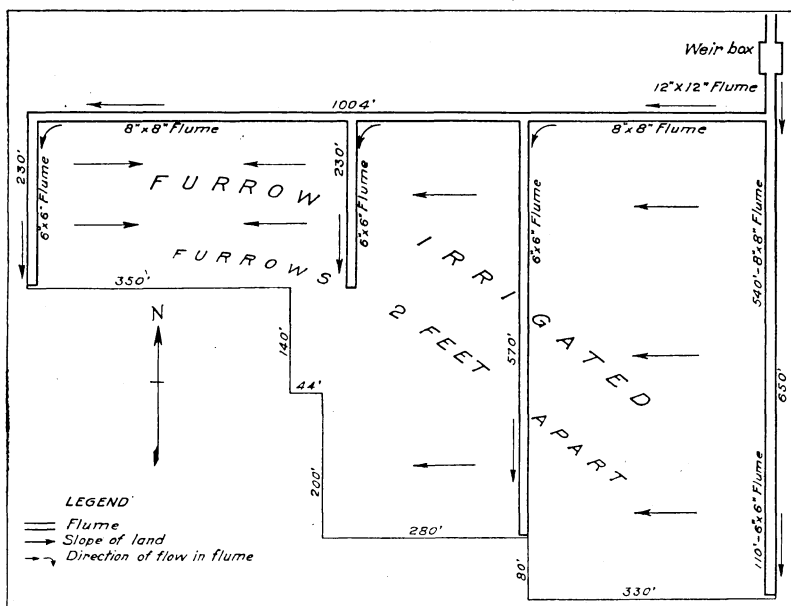 Weir box
12"x12" Flume
1004'
8"x8" Flume
8"x8" Flume
230'
6"x6" Flume
230'
6"x6" Flume
6"x6" Flume
540'-8"x8" Flume
FURROW
IRRIGATED
FURROWS
2 FEET
APART
350'
N
140'
44'
570'
650'
200'
280'
80'
110'-6"x6" Flume
330'
LEGEND
Flume
Slope of land
Direction of flow in flume